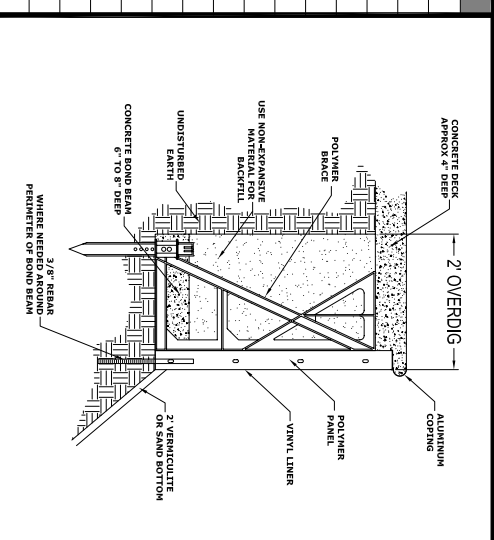 CONCRETE DECK
APPROX 4" DEEP
2' OVERDIG
ALUMINUM
COPING
POLYMER
BRACE
USE NON-EXPANSIVE
MATERIAL FOR
BACKFILL
UNDISTURBED
EARTH
CONCRETE BOND BEAM
6" TO 8" DEEP
POLYMER
PANEL
VINYL LINER
2' VERMICULITE
OR SAND BOTTOM
3/8" REBAR
WHERE NEEDED AROUND
PERIMETER OF BOND BEAM